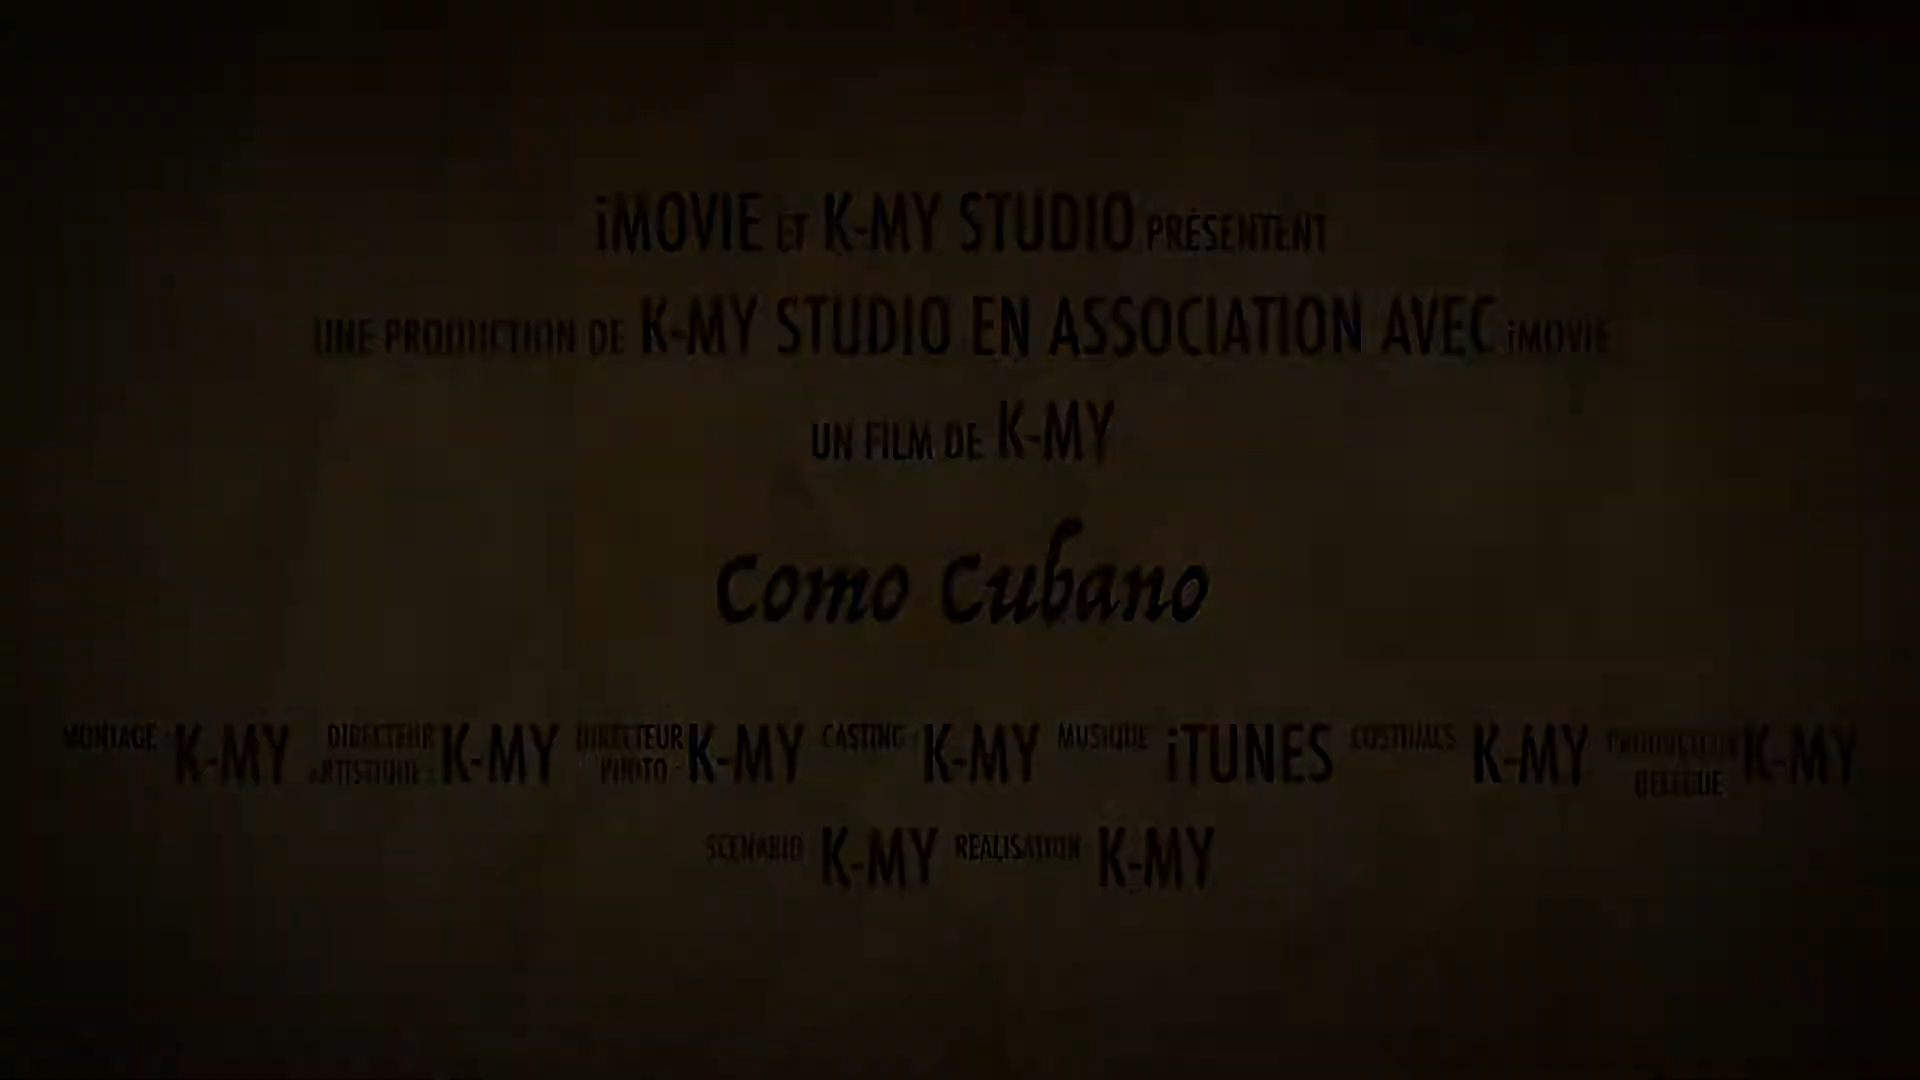 iMOVIE ET K-MY STUDIO PRÉSENTENT
UNE PRODUCTION DE K-MY STUDIO EN ASSOCIATION AVEC iMOVIE
UN FILM DE K-MY
Como Cubano
MONTAGE K-MY DIRECTEUR ARTISTIQUE : K-MY DIRECTEUR PHOTO K-MY CASTING K-MY MUSIQUE iTUNES COSTUMES K-MY PRODUCTEUR DELEGUE K-MY
SCENARIO K-MY REALISATION K-MY